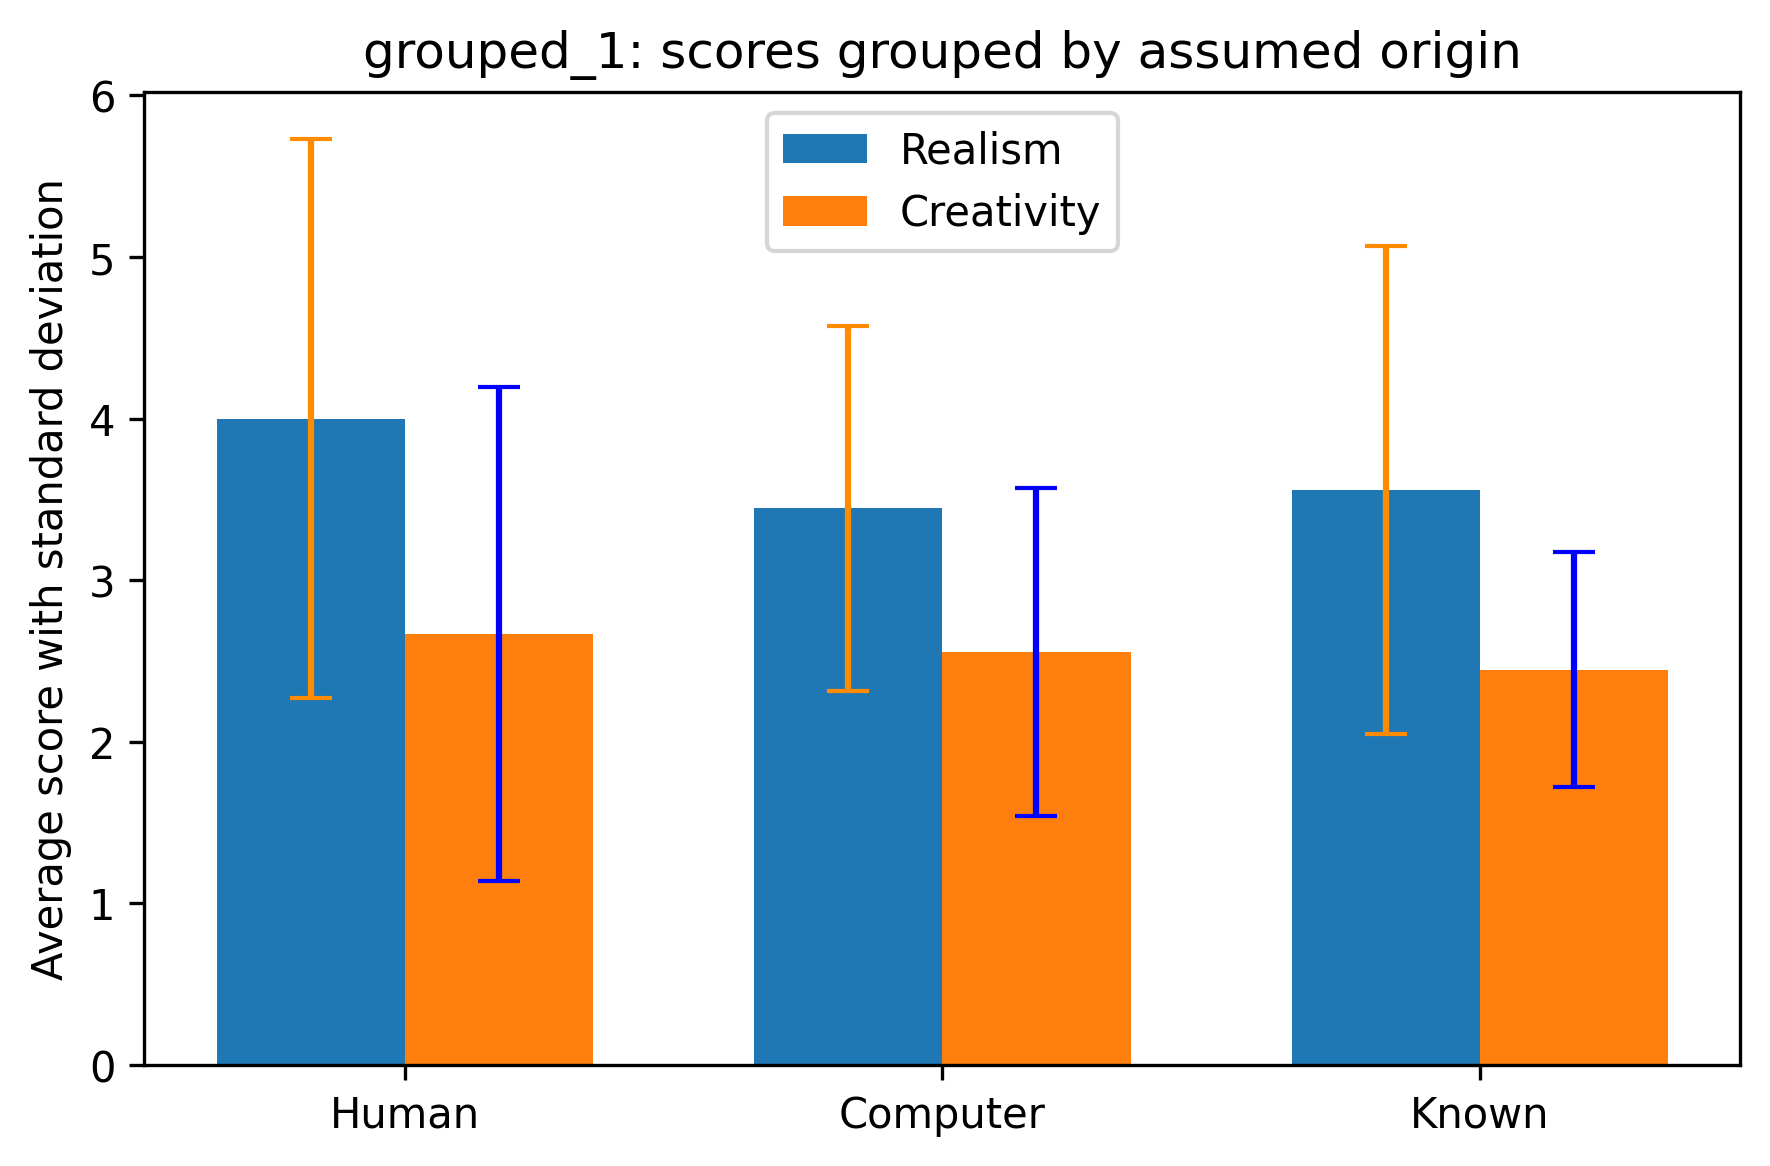 grouped_1: scores grouped by assumed origin
Average score with standard deviation
6
5
4
3
2
1
0
Realism
Creativity
Human
Computer
Known